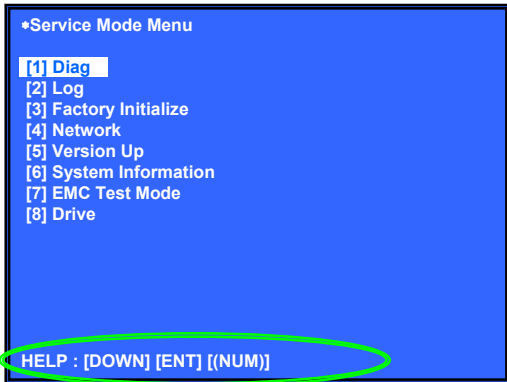 *Service Mode Menu
[1] Diag
[2] Log
[3] Factory Initialize
[4] Network
[5] Version Up
[6] System Information
[7] EMC Test Mode
[8] Drive
HELP : [DOWN] [ENT] [(NUM)]